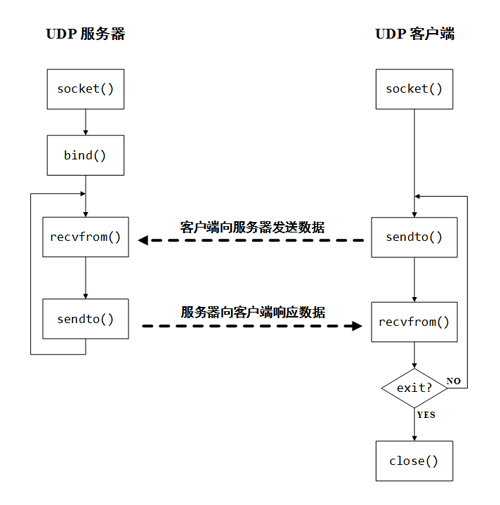 UDP 服务器
UDP 客户端
socket()
socket()
bind()
客户端向服务器发送数据
recvfrom()
sendto()
服务器向客户端响应数据
sendto()
recvfrom()
exit?
NO
YES
close()